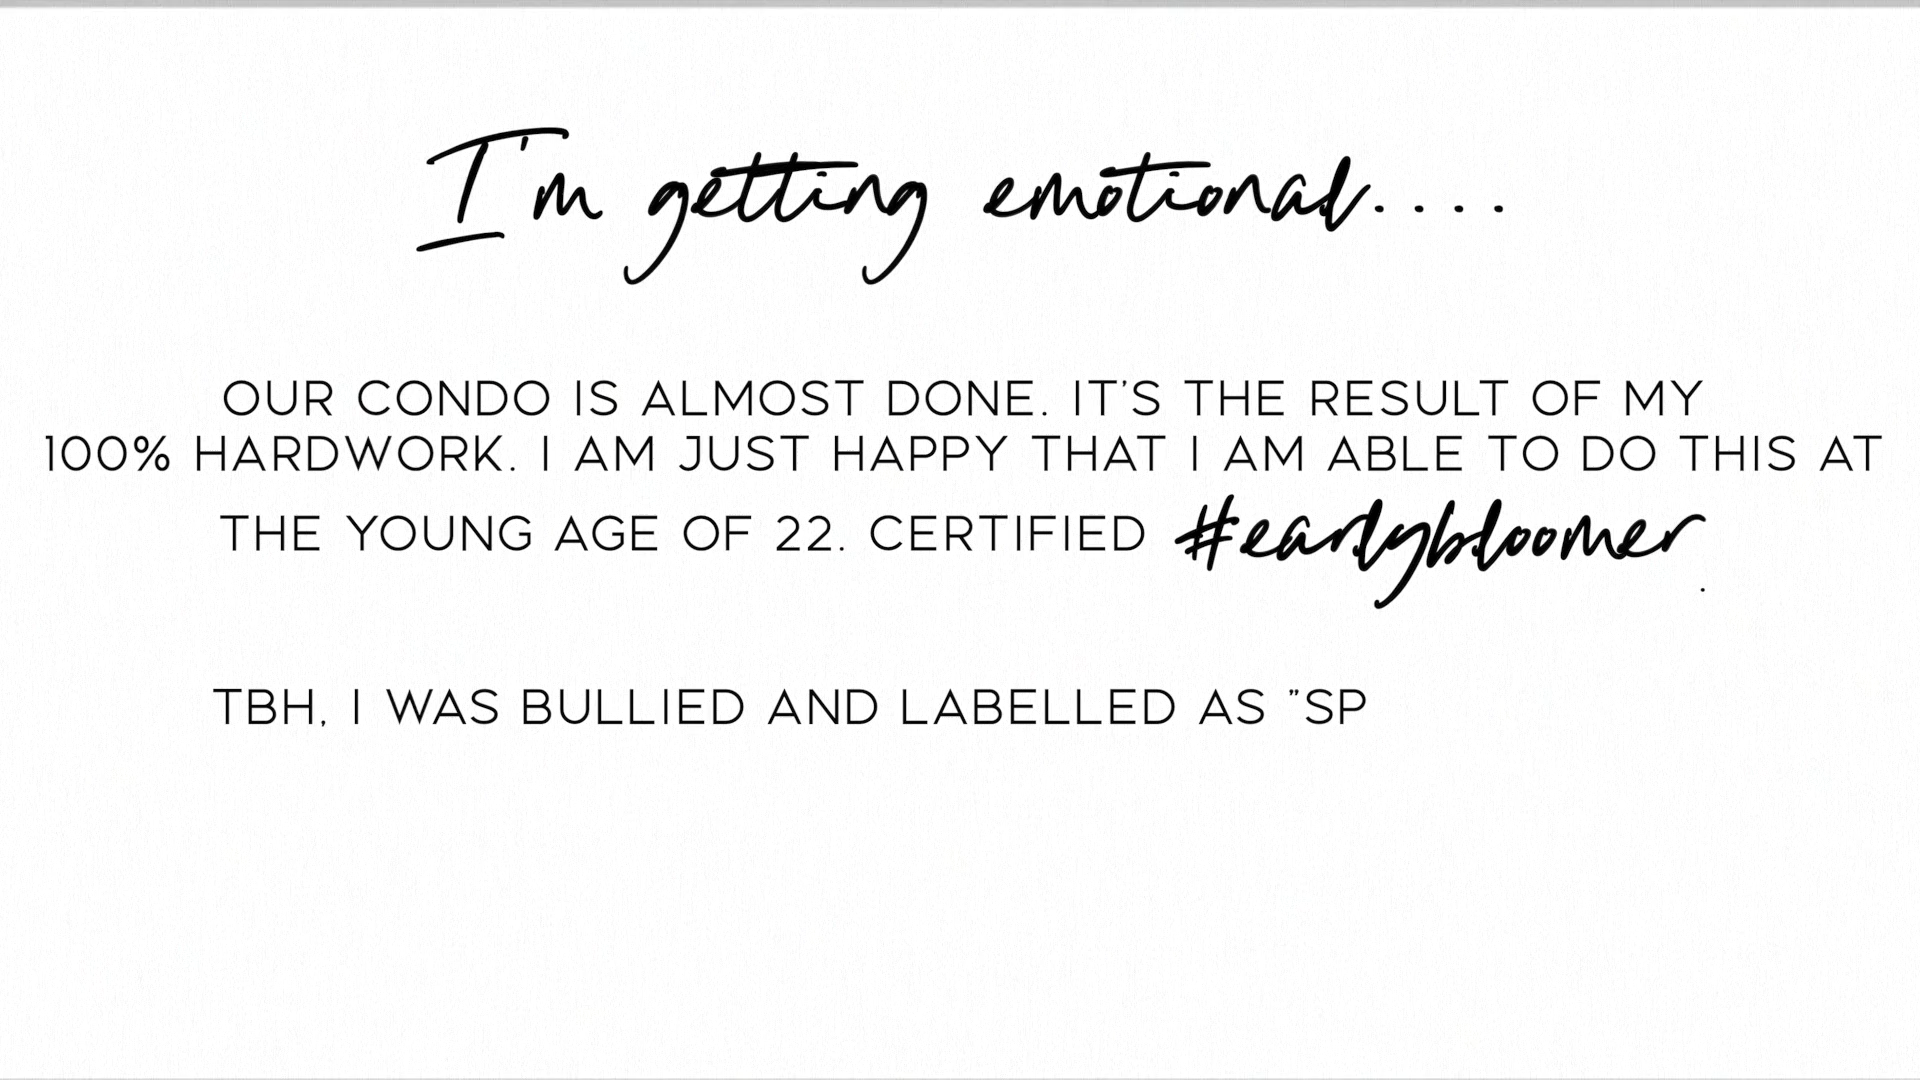 I'm getting emotional....
OUR CONDO IS ALMOST DONE. IT'S THE RESULT OF MY
100% HARDWORK. I AM JUST HAPPY THAT I AM ABLE TO DO THIS AT
THE YOUNG AGE OF 22. CERTIFIED #earlybloomer.
TBH, I WAS BULLIED AND LABELLED AS "SP